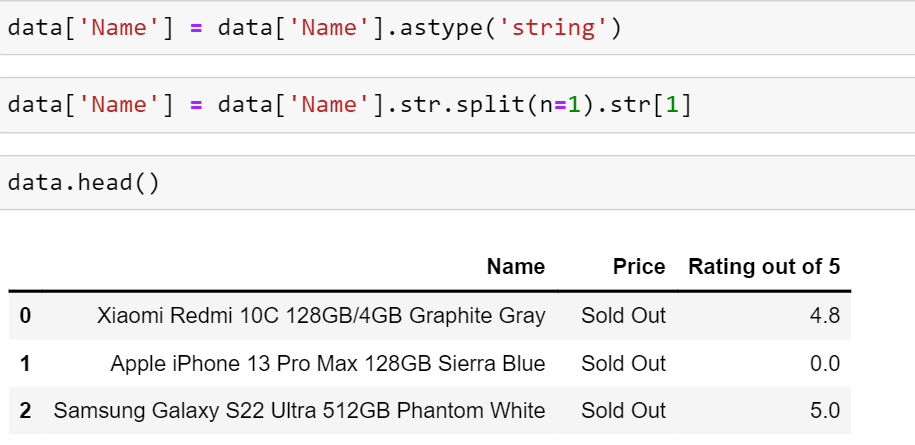 data['Name'] = data['Name'].astype('string')
data['Name'] = data['Name'].str.split(n=1).str[1]
data.head()
Name Price Rating out of 5
0 Xiaomi Redmi 10C 128GB/4GB Graphite Gray Sold Out 4.8
1 Apple iPhone 13 Pro Max 128GB Sierra Blue Sold Out 0.0
2 Samsung Galaxy S22 Ultra 512GB Phantom White Sold Out 5.0